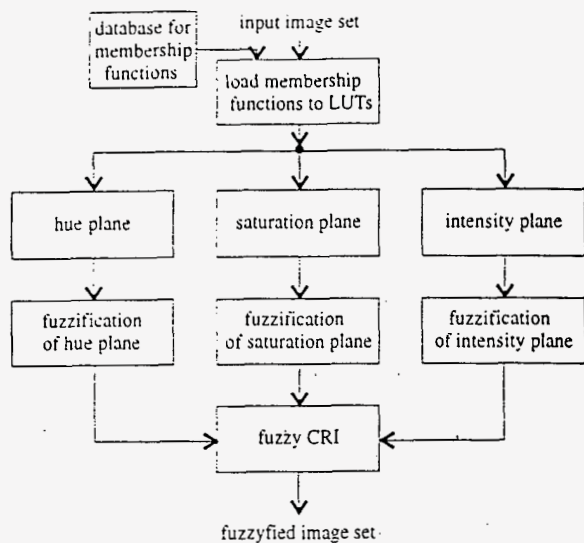 database for
membership
functions
input image set
load membership
functions to LUTs
hue plane
saturation plane
intensity plane
fuzzification
of hue plane
fuzzification
of saturation plane
fuzzification
of intensity plane
fuzzy CRI
fuzzyfied image set